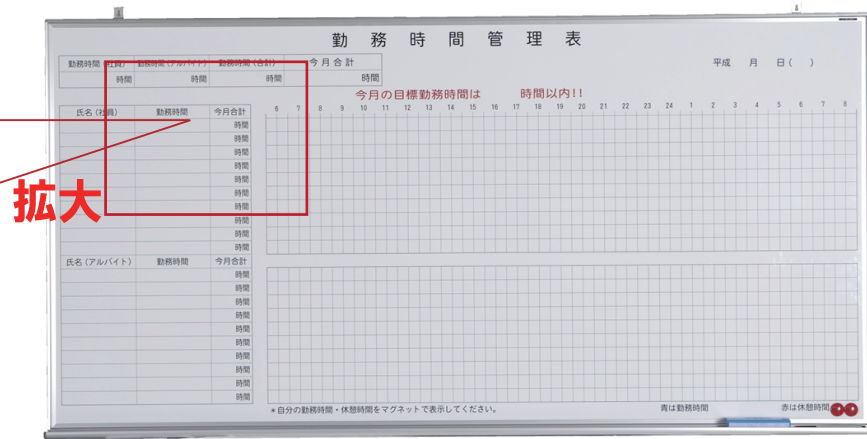 勤務時間管理表
勤務時間(社員) 勤務時間(アルバイト) 勤務時間(合計) 今月合計
平成 月 日( )
時間 時間 時間 時間
今月の目標勤務時間は 時間以内!!
氏名(社員) 勤務時間 今月合計 6 7 8 9 10 11 12 13 14 15 16 17 18 19 20 21 22 23 24 1 2 3 4 5 6 7 8
時間
時間
時間
時間
時間
時間
時間
時間
時間
時間
拡大
氏名(アルバイト) 勤務時間 今月合計
時間
時間
時間
時間
時間
時間
時間
時間
時間
時間
*自分の勤務時間・休憩時間をマグネットで表示してください。 青は勤務時間 赤は休憩時間